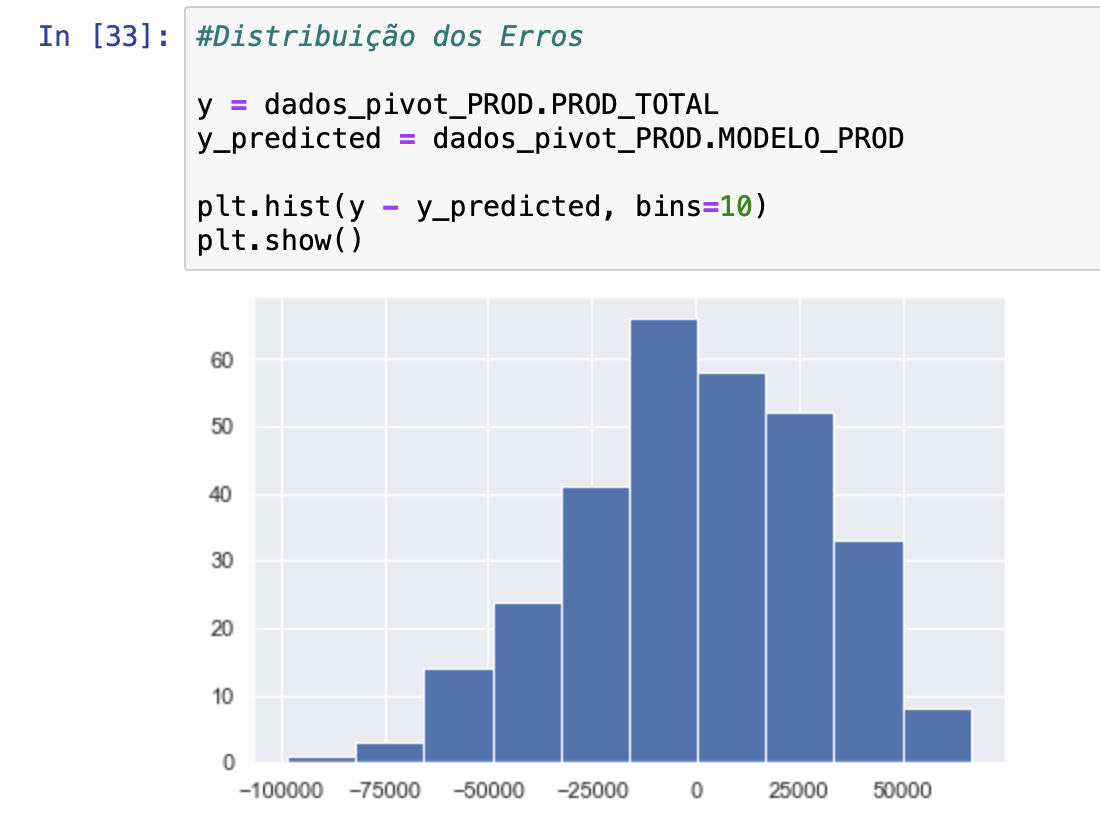 In [33]: #Distribuição dos Erros
y = dados_pivot_PROD.PROD_TOTAL
y_predicted = dados_pivot_PROD.MODELO_PROD
plt.hist(y - y_predicted, bins=10)
plt.show()
60
50
40
30
20
10
0
−100000 −75000 −50000 −25000 0 25000 50000